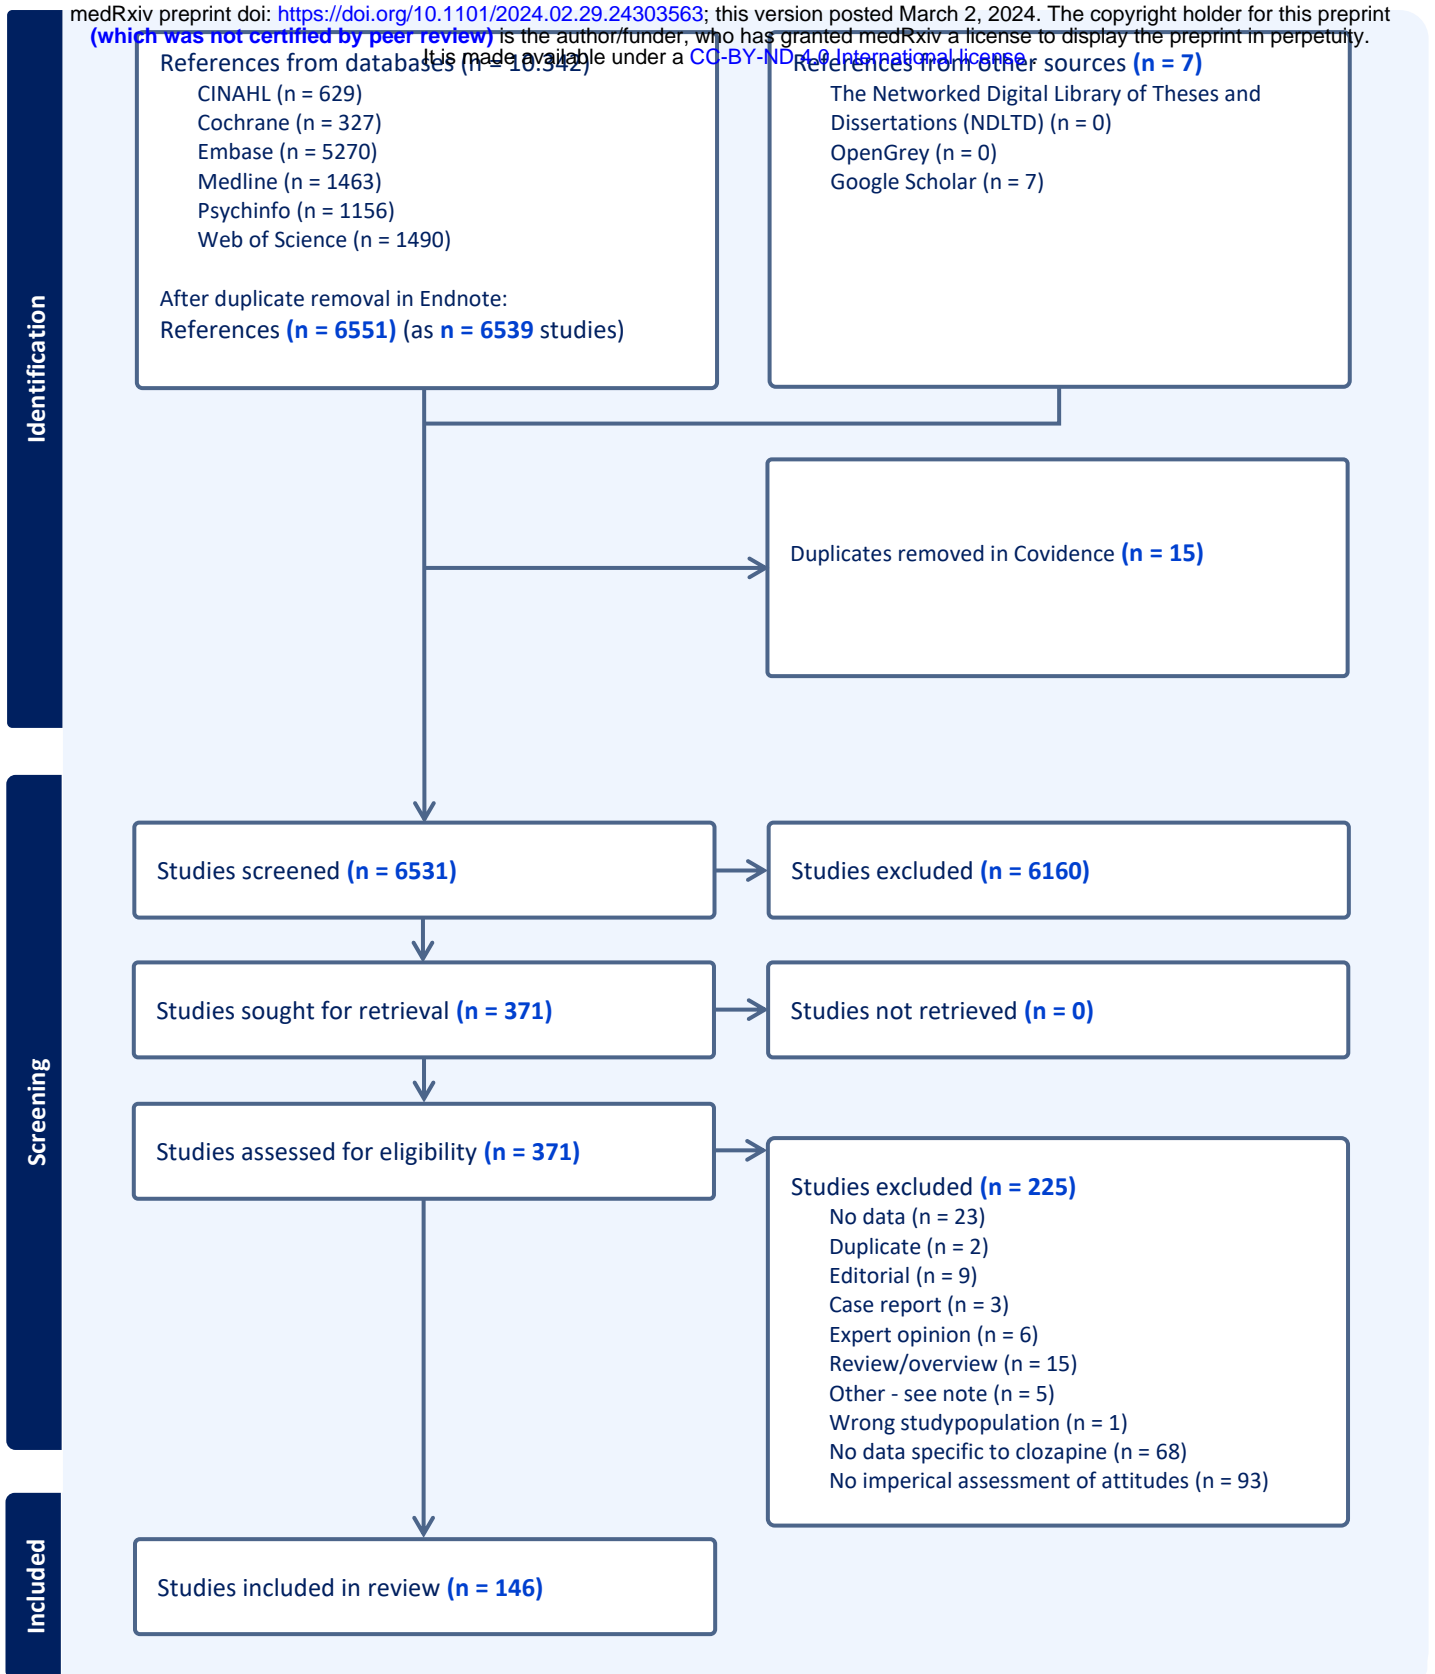 medRxiv preprint doi: https://doi.org/10.1101/2024.02.29.24303563; this version posted March 2, 2024. The copyright holder for this preprint
(which was not certified by peer review) is the author/funder, who has granted medRxiv a license to display the preprint in perpetuity.
It is made available under a CC-BY-ND 4.0 International license .
Identification
References from databases (n = 10.342)
CINAHL (n = 629)
Cochrane (n = 327)
Embase (n = 5270)
Medline (n = 1463)
Psychinfo (n = 1156)
Web of Science (n = 1490)
After duplicate removal in Endnote:
References (n = 6551) (as n = 6539 studies)
References from other sources (n = 7)
The Networked Digital Library of Theses and
Dissertations (NDLTD) (n = 0)
OpenGrey (n = 0)
Google Scholar (n = 7)
Duplicates removed in Covidence (n = 15)
Screening
Studies screened (n = 6531)
Studies excluded (n = 6160)
Studies sought for retrieval (n = 371)
Studies not retrieved (n = 0)
Studies assessed for eligibility (n = 371)
Studies excluded (n = 225)
No data (n = 23)
Duplicate (n = 2)
Editorial (n = 9)
Case report (n = 3)
Expert opinion (n = 6)
Review/overview (n = 15)
Other - see note (n = 5)
Wrong studypopulation (n = 1)
No data specific to clozapine (n = 68)
No imperical assessment of attitudes (n = 93)
Included
Studies included in review (n = 146)